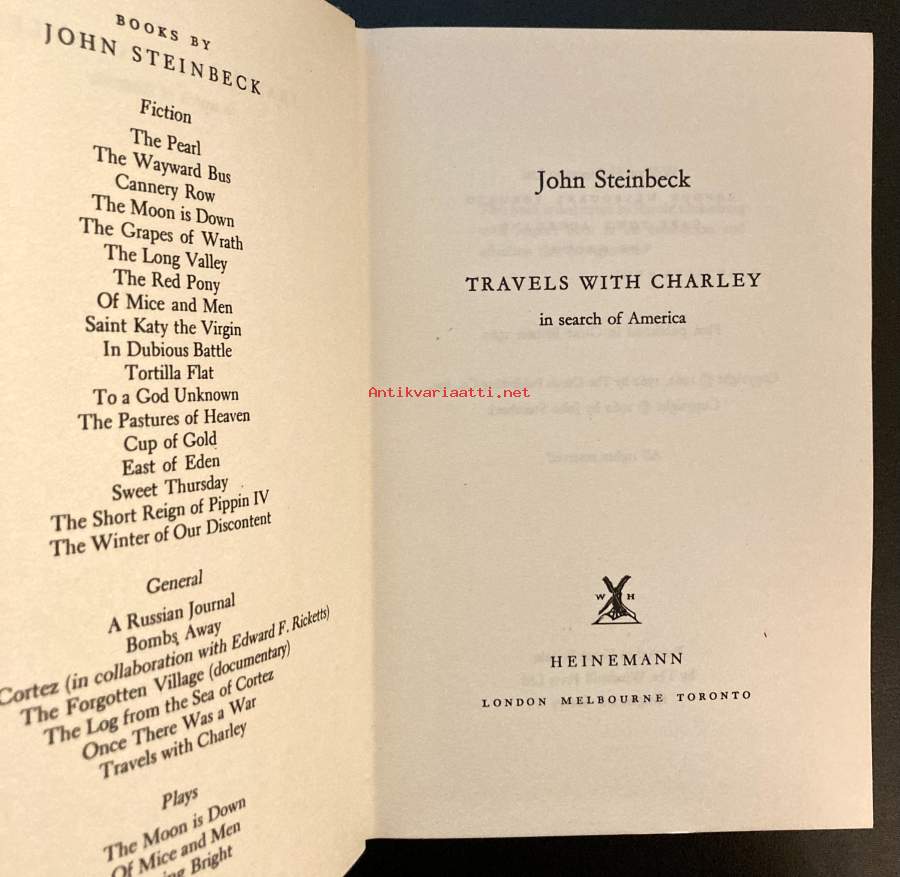 BOOKS BY
JOHN STEINBECK
Fiction
The Pearl
The Wayward Bus
Cannery Row
The Moon is Down
The Grapes of Wrath
The Long Valley
The Red Pony
Of Mice and Men
Saint Katy the Virgin
In Dubious Battle
Tortilla Flat
To a God Unknown
The Pastures of Heaven
Cup of Gold
East of Eden
Sweet Thursday
The Short Reign of Pippin IV
The Winter of Our Discontent
General
A Russian Journal
Bombs Away
Cortez (in collaboration with Edward F. Ricketts)
The Forgotten Village (documentary)
The Log from the Sea of Cortez
Once There Was a War
Travels with Charley
Plays
The Moon is Down
Of Mice and Men
Bright
John Steinbeck
TRAVELS WITH CHARLEY
in search of America
Antikvariaatti.net
W H
HEINEMANN
LONDON MELBOURNE TORONTO